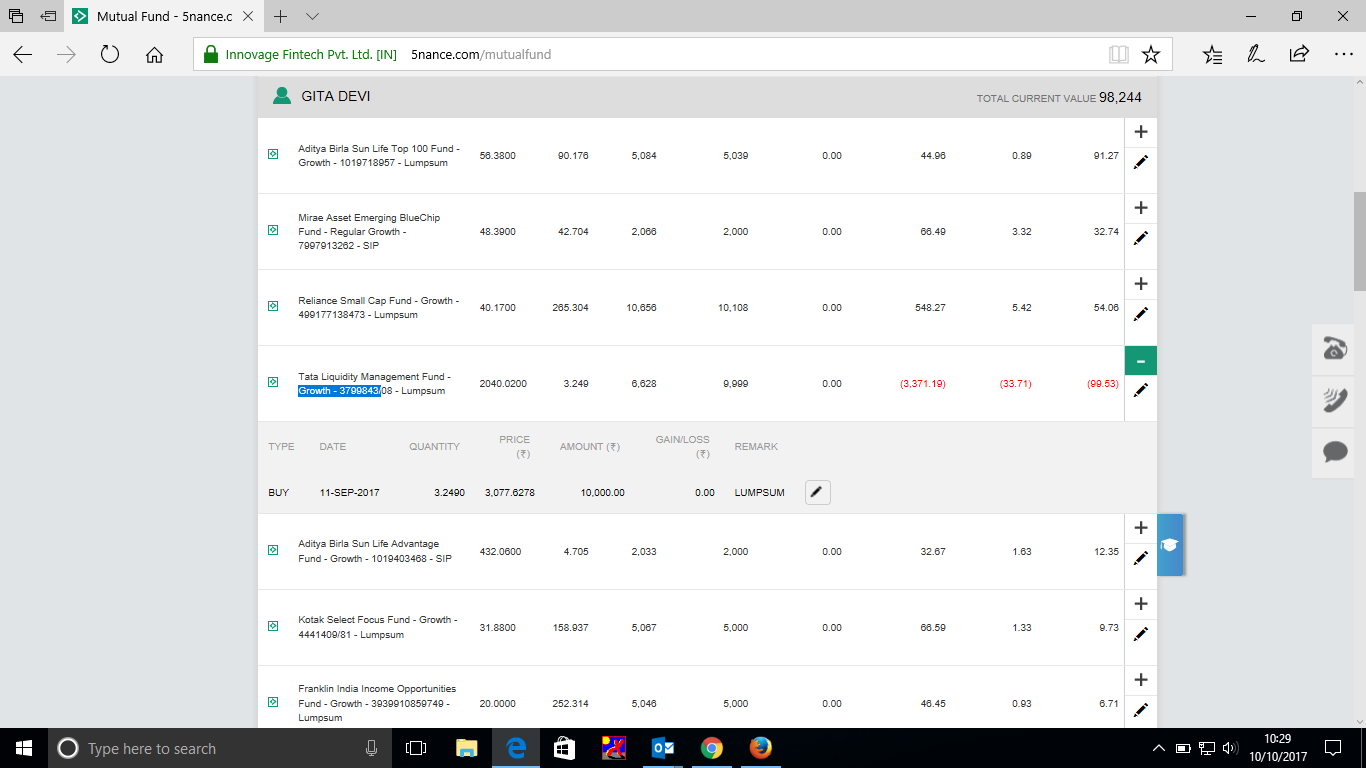 Mutual Fund - 5nance.c
Innovage Fintech Pvt. Ltd. [IN] 5nance.com/mutualfund
GITA DEVI TOTAL CURRENT VALUE 98,244
Aditya Birla Sun Life Top 100 Fund -
Growth - 1019718957 - Lumpsum
56.3800 90.176 5,084 5,039 0.00 44.96 0.89 91.27
Mirae Asset Emerging BlueChip
Fund - Regular Growth -
7997913262 - SIP
48.3900 42.704 2,066 2,000 0.00 66.49 3.32 32.74
Reliance Small Cap Fund - Growth -
499177138473 - Lumpsum
40.1700 265.304 10,656 10,108 0.00 548.27 5.42 54.06
Tata Liquidity Management Fund -
Growth - 3799843/08 - Lumpsum
2040.0200 3.249 6,628 9,999 0.00 (3,371.19) (33.71) (99.53)
TYPE DATE QUANTITY PRICE (₹) AMOUNT (₹) GAIN/LOSS (₹) REMARK
BUY 11-SEP-2017 3.2490 3,077.6278 10,000.00 0.00 LUMPSUM
Aditya Birla Sun Life Advantage
Fund - Growth - 1019403468 - SIP
432.0600 4.705 2,033 2,000 0.00 32.67 1.63 12.35
Kotak Select Focus Fund - Growth -
4441409/81 - Lumpsum
31.8800 158.937 5,067 5,000 0.00 66.59 1.33 9.73
Franklin India Income Opportunities
Fund - Growth - 3939910859749 -
Lumpsum
20.0000 252.314 5,046 5,000 0.00 46.45 0.93 6.71
Type here to search
10:29
10/10/2017